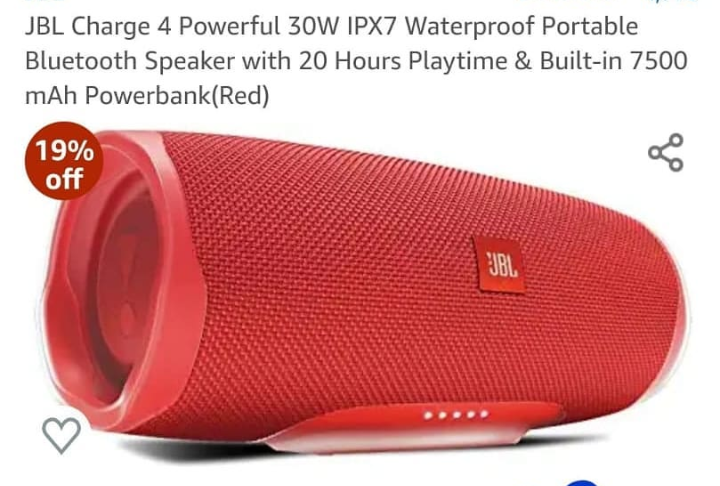 JBL Charge 4 Powerful 30W IPX7 Waterproof Portable
Bluetooth Speaker with 20 Hours Playtime & Built-in 7500
mAh Powerbank(Red)
19%
off
JBL